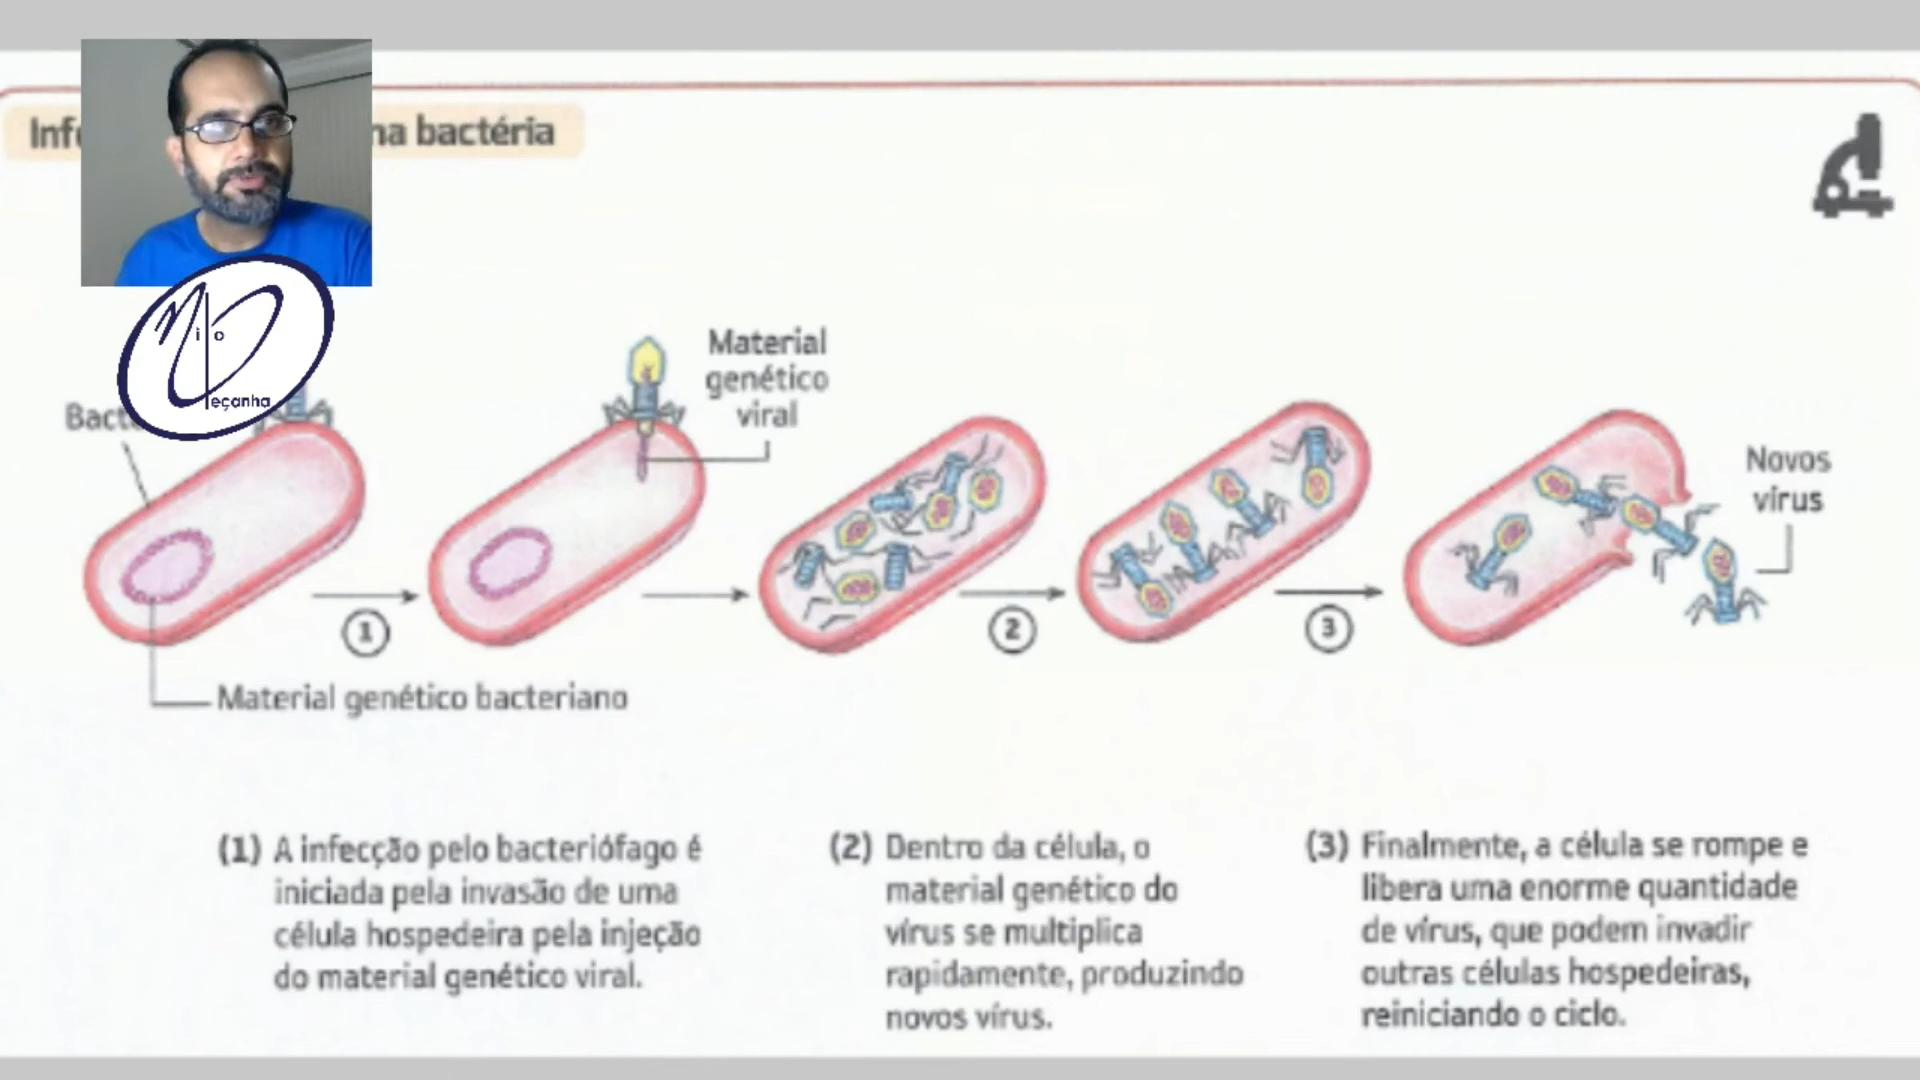 na bactéria
Nilo
Peçanha
Material
genético
viral
Novos
vírus
1
2
3
Material genético bacteriano
(1) A infecção pelo bacteriófago é
iniciada pela invasão de uma
célula hospedeira pela injeção
do material genético viral.
(2) Dentro da célula, o
material genético do
vírus se multiplica
rapidamente, produzindo
novos vírus.
(3) Finalmente, a célula se rompe e
libera uma enorme quantidade
de vírus, que podem invadir
outras células hospedeiras,
reiniciando o ciclo.